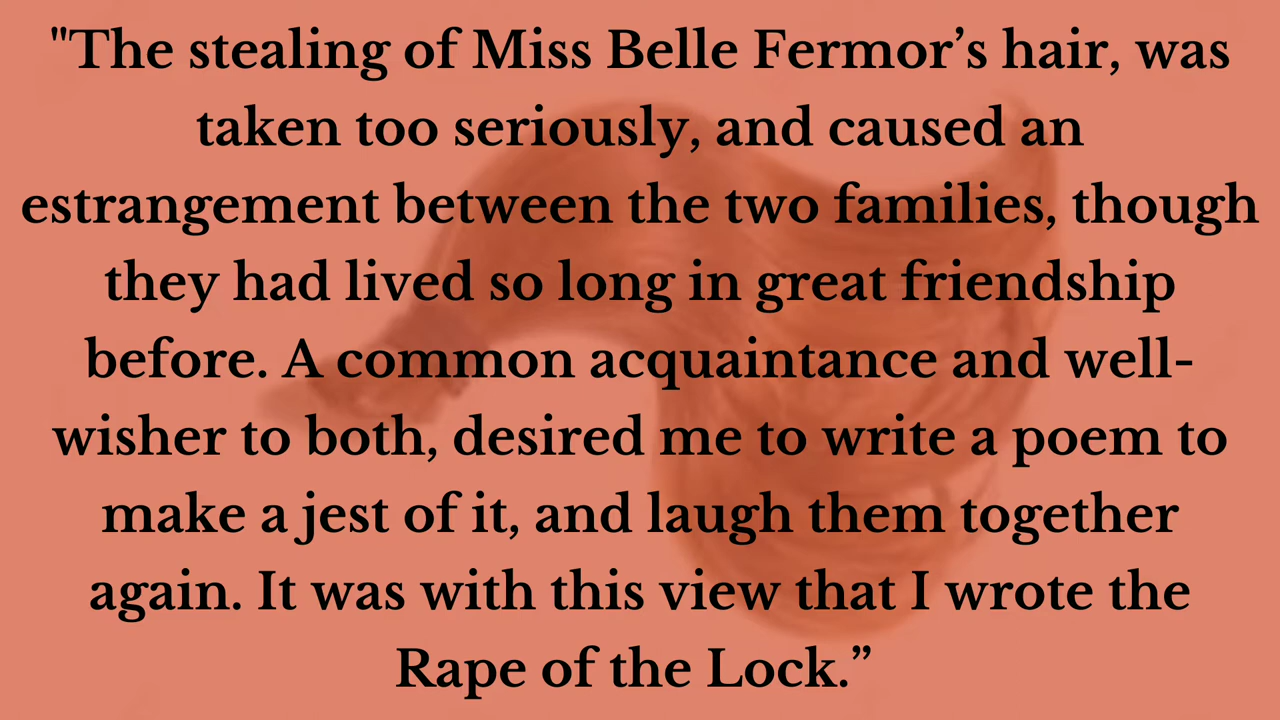 "The stealing of Miss Belle Fermor’s hair, was
taken too seriously, and caused an
estrangement between the two families, though
they had lived so long in great friendship
before. A common acquaintance and well-
wisher to both, desired me to write a poem to
make a jest of it, and laugh them together
again. It was with this view that I wrote the
Rape of the Lock.”